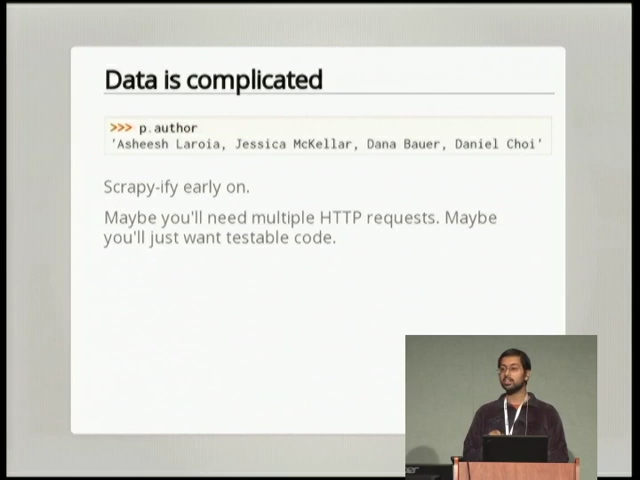 Data is complicated
>>> p.author
'Asheesh Laroia, Jessica McKellar, Dana Bauer, Daniel Choi'
Scrapy-ify early on.
Maybe you'll need multiple HTTP requests. Maybe
you'll just want testable code.
acer